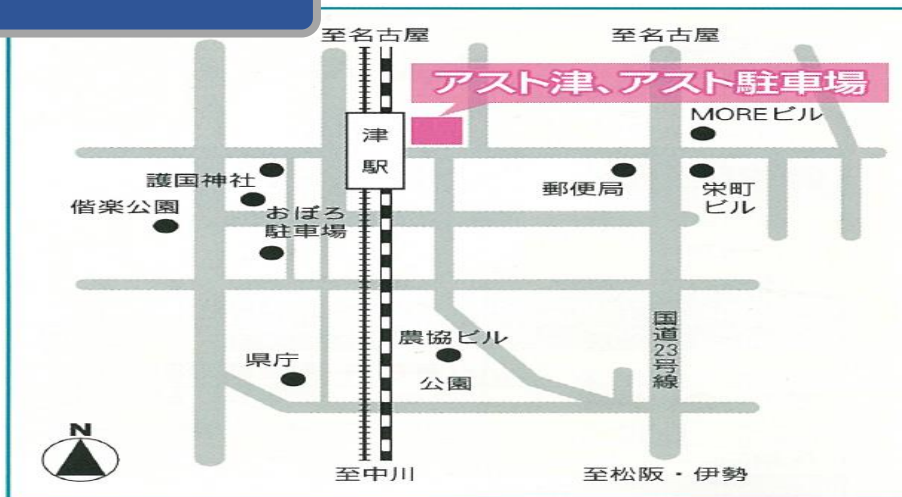 至名古屋
至名古屋
アスト津、アスト駐車場
MOREビル
津
駅
護国神社
郵便局
栄町
ビル
偕楽公園
おぼろ
駐車場
国道23号線
農協ビル
県庁
公園
N
至中川
至松阪・伊勢